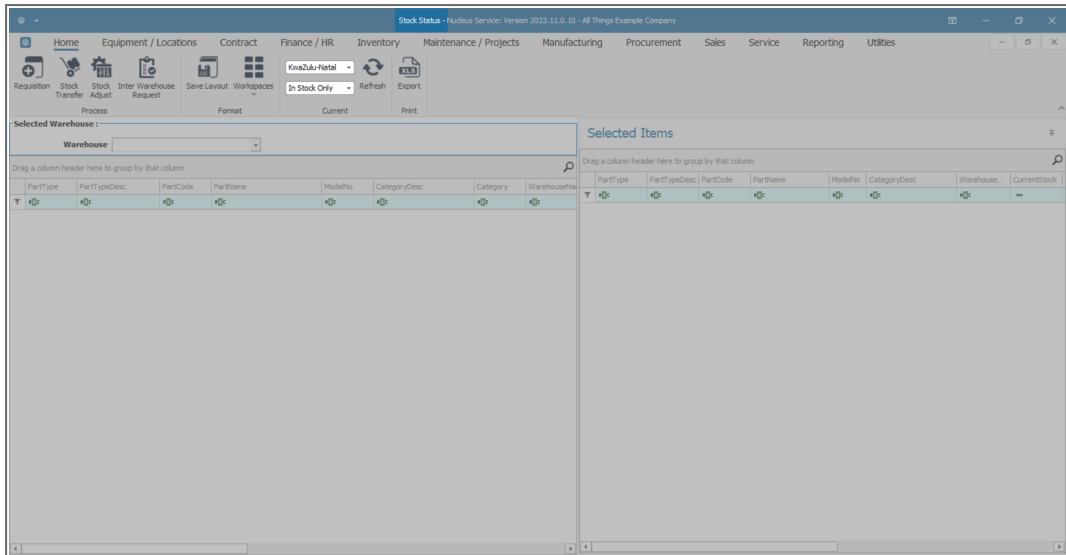 Stock Status - Nucleus Service: Version 2023.11.0.10 - All Things Example Company
Home Equipment / Locations Contract Finance / HR Inventory Maintenance / Projects Manufacturing Procurement Sales Service Reporting Utilities
KwaZulu-Natal
In Stock Only
Requisition Stock Transfer Stock Adjust Inter Warehouse Request Save Layout Workspaces Refresh XLS Export
Process Format Current Print
Selected Warehouse :
Warehouse
Drag a column header here to group by that column
PartType PartTypeDesc PartCode PartName ModelNo CategoryDesc Category WarehouseNa
Selected Items
Drag a column header here to group by that column
PartType PartTypeDesc PartCode PartName ModelNo CategoryDesc Warehouse... CurrentStock